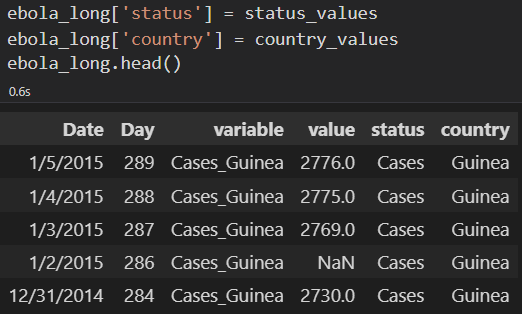 ebola_long['status'] = status_values
ebola_long['country'] = country_values
ebola_long.head()
0.6s
Date Day variable value status country
1/5/2015 289 Cases_Guinea 2776.0 Cases Guinea
1/4/2015 288 Cases_Guinea 2775.0 Cases Guinea
1/3/2015 287 Cases_Guinea 2769.0 Cases Guinea
1/2/2015 286 Cases_Guinea NaN Cases Guinea
12/31/2014 284 Cases_Guinea 2730.0 Cases Guinea